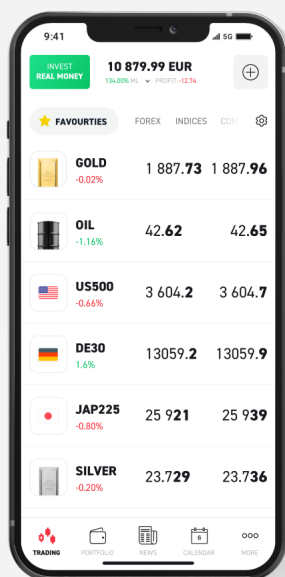 9:41
5G
INVEST
REAL MONEY
10 879.99 EUR
134.00% ML PROFIT -12.74
FAVOURTIES FOREX INDICES COM
GOLD 1 887.73 1 887.96
-0.02%
OIL 42.62 42.65
-1.16%
US500 3 604.2 3 604.7
-0.66%
DE30 13059.2 13059.9
1.6%
JAP225 25 921 25 939
-0.80%
SILVER 23.729 23.736
-0.20%
6
TRADING PORTFOLIO NEWS CALENDAR MORE